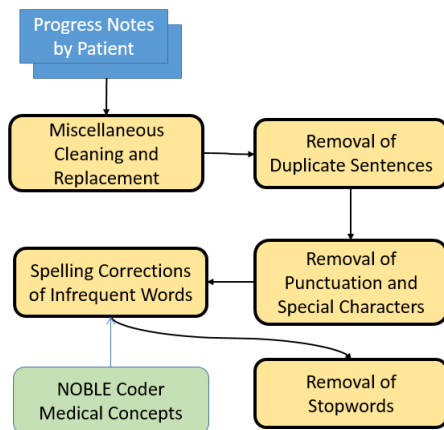 Progress Notes
by Patient
Miscellaneous
Cleaning and
Replacement
Removal of
Duplicate Sentences
Removal of
Punctuation and
Special Characters
Spelling Corrections
of Infrequent Words
NOBLE Coder
Medical Concepts
Removal of
Stopwords